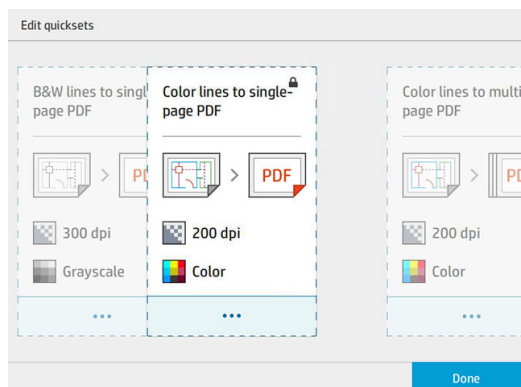 Edit quicksets
B&W lines to singl
page PDF
PD
300 dpi
Grayscale
...
Color lines to single-
page PDF
PDF
200 dpi
Color
...
Color lines to multi
page PDF
PD
200 dpi
Color
...
Done